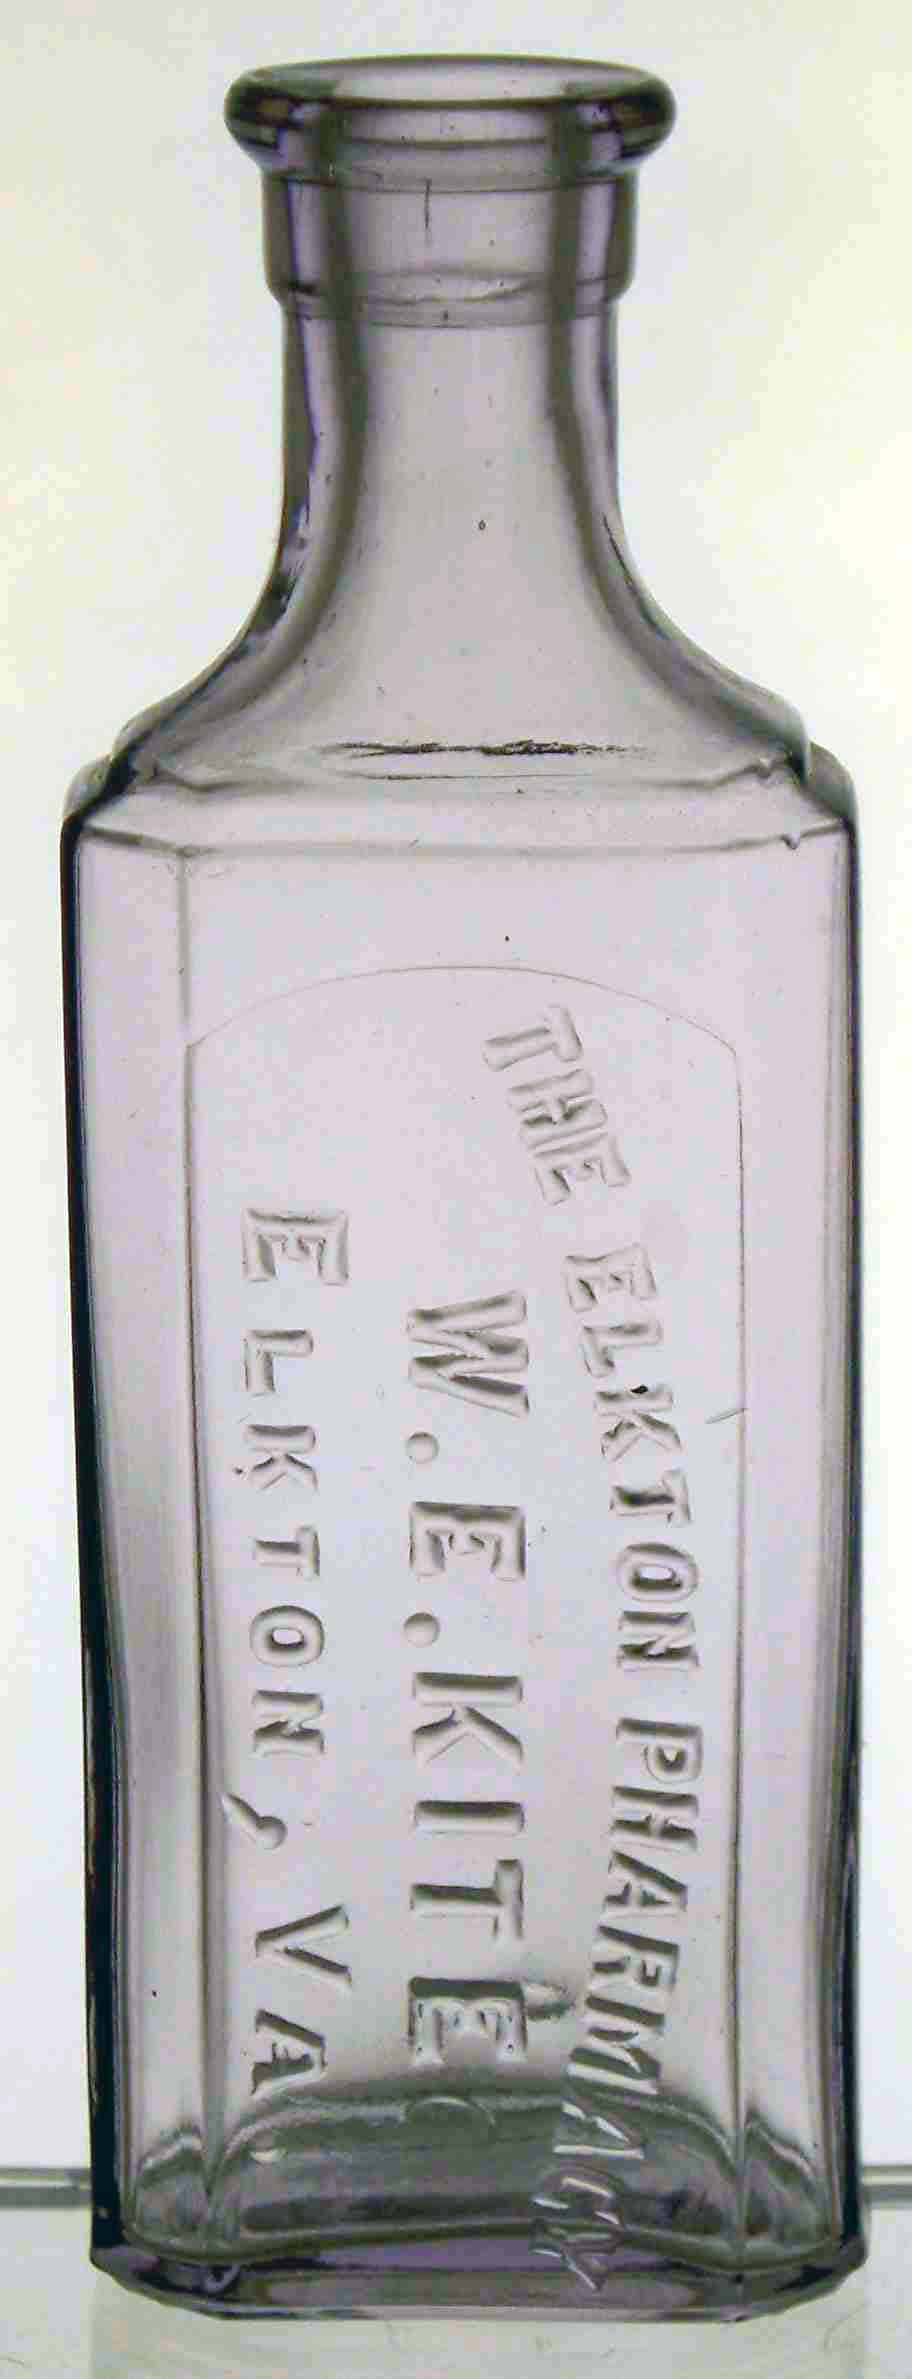 THE ELKTON PHARMACY
W. E. KITE
ELKTON, VA.